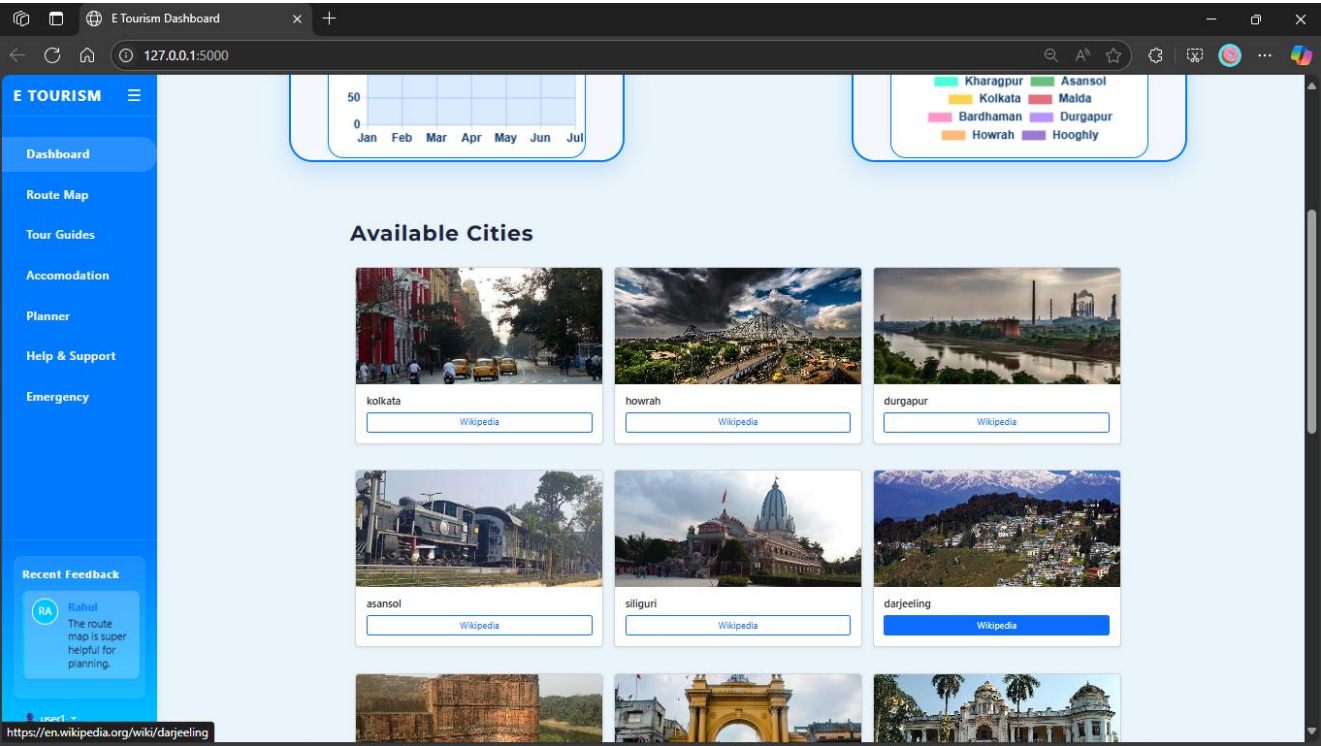 E Tourism Dashboard
127.0.0.1:5000
E TOURISM
Dashboard
Route Map
Tour Guides
Accomodation
Planner
Help & Support
Emergency
Recent Feedback
RA
Rahul
The route
map is super
helpful for
planning.
user1
https://en.wikipedia.org/wiki/darjeeling
50
0
Jan Feb Mar Apr May Jun Jul
Kharagpur Asansol
Kolkata Malda
Bardhaman Durgapur
Howrah Hooghly
Available Cities
kolkata
Wikipedia
howrah
Wikipedia
durgapur
Wikipedia
asansol
Wikipedia
siliguri
Wikipedia
darjeeling
Wikipedia